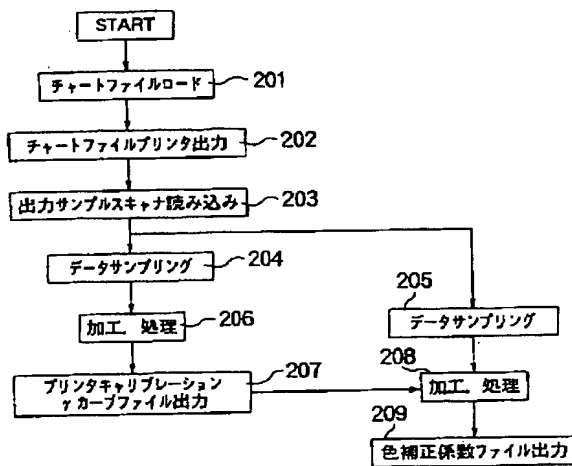 START
チャートファイルロード
201
チャートファイルプリンタ出力
202
出力サンプルスキャナ読み込み
203
データサンプリング
204
205
データサンプリング
加工、処理
206
208
加工、処理
プリンタキャリブレーション
γカーブファイル出力
207
209
色補正係数ファイル出力